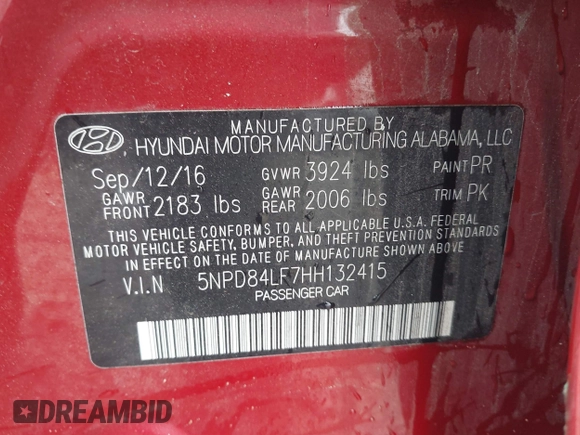 MANUFACTURED BY
HYUNDAI MOTOR MANUFACTURING ALABAMA, LLC
Sep/12/16 GVWR 3924 lbs PAINT PR
GAWR FRONT 2183 lbs GAWR REAR 2006 lbs TRIM PK
THIS VEHICLE CONFORMS TO ALL APPLICABLE U.S.A. FEDERAL
MOTOR VEHICLE SAFETY, BUMPER, AND THEFT PREVENTION
STANDARDS IN EFFECT ON THE DATE OF MANUFACTURE SHOWN
ABOVE.
V.I.N 5NPD84LF7HH132415
PASSENGER CAR
DREAMBID